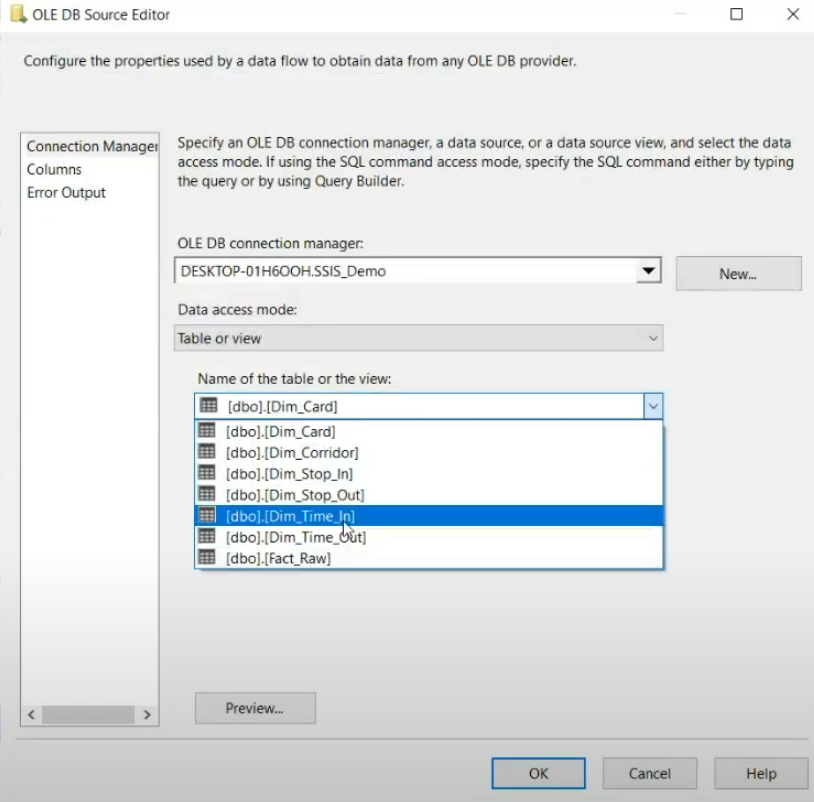 OLE DB Source Editor
Configure the properties used by a data flow to obtain data from any OLE DB provider.
Connection Manager
Columns
Error Output
Specify an OLE DB connection manager, a data source, or a data source view, and select the data
access mode. If using the SQL command access mode, specify the SQL command either by typing
the query or by using Query Builder.
OLE DB connection manager:
DESKTOP-01H6OOH.SSIS_Demo
New...
Data access mode:
Table or view
Name of the table or the view:
[dbo].[Dim_Card]
[dbo].[Dim_Card]
[dbo].[Dim_Corridor]
[dbo].[Dim_Stop_In]
[dbo].[Dim_Stop_Out]
[dbo].[Dim_Time_In]
[dbo].[Dim_Time_Out]
[dbo].[Fact_Raw]
Preview...
OK
Cancel
Help